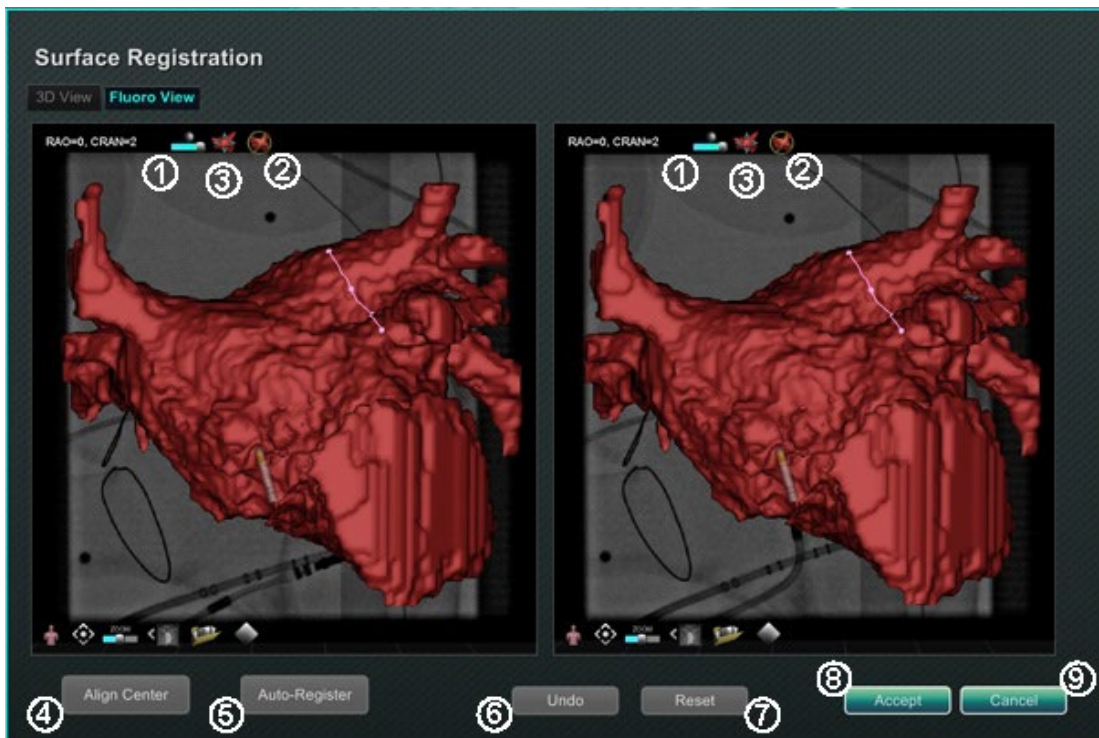 Surface Registration
3D View Fluoro View
RAO=0, CRAN=2 RAO=0, CRAN=2
① ③ ② ① ③ ②
ZOOM ZOOM
Align Center Auto-Register Undo Reset Accept Cancel
④ ⑤ ⑥ ⑦ ⑧ ⑨